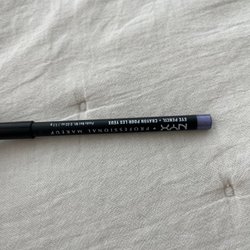 NYX • PROFESSIONAL MAKEUP
EYE PENCIL • CRAYON POUR LES YEUX